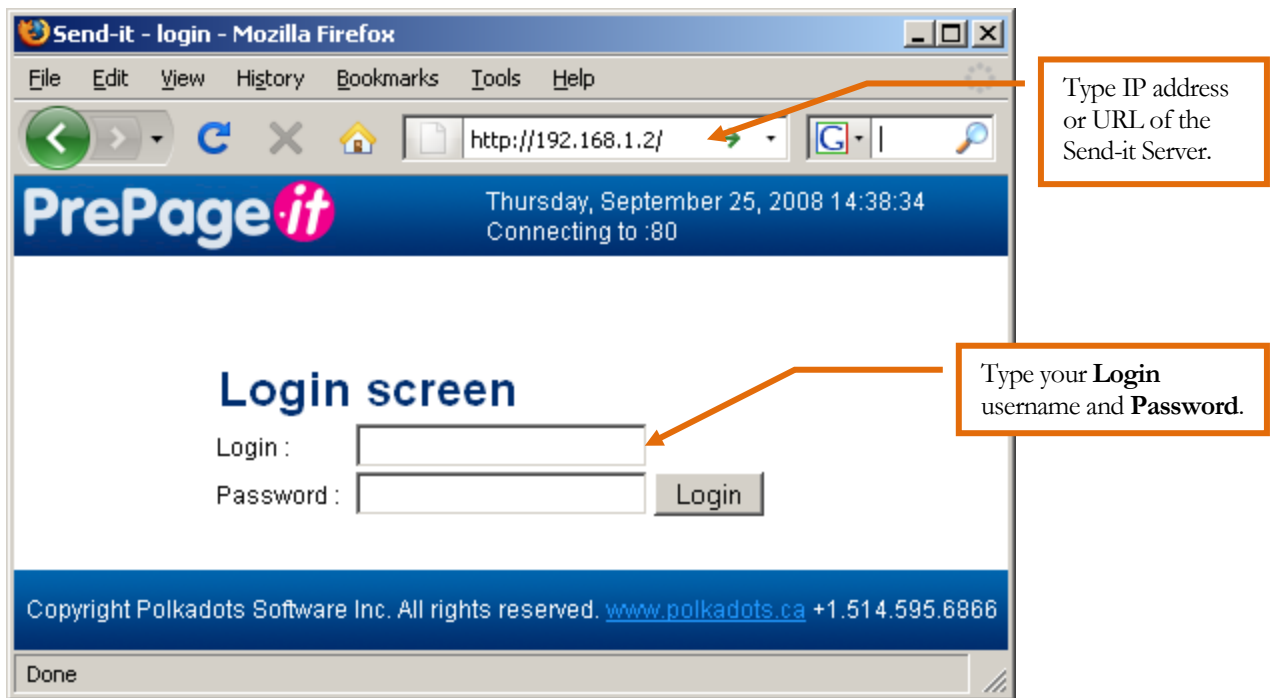 Send-it - login - Mozilla Firefox
File Edit View History Bookmarks Tools Help
http://192.168.1.2/
G
Type IP address
or URL of the
Send-it Server.
PrePage·it
Thursday, September 25, 2008 14:38:34
Connecting to :80
Login screen
Login :
Password :
Login
Type your Login
username and Password.
Copyright Polkadots Software Inc. All rights reserved. www.polkadots.ca +1.514.595.6866
Done